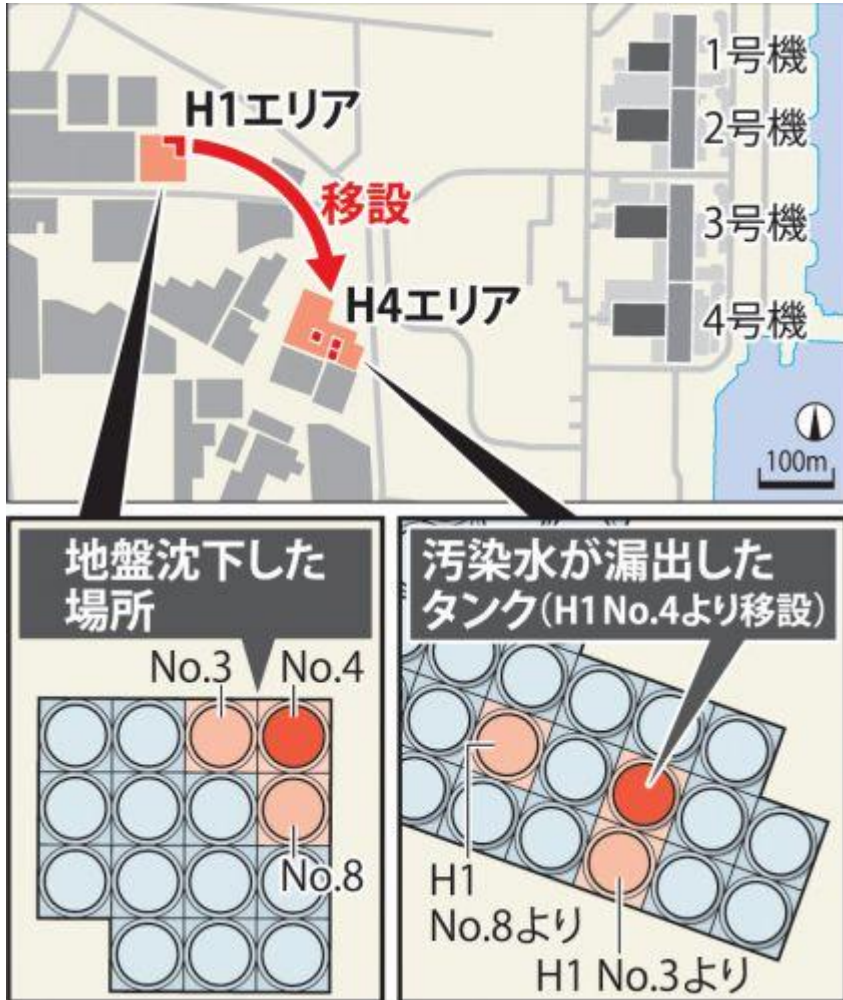 H1エリア
移設
H4エリア
1号機
2号機
3号機
4号機
100m
地盤沈下した
場所
No.3
No.4
No.8
汚染水が漏出した
タンク(H1 No.4より移設)
H1
No.8より
H1 No.3より